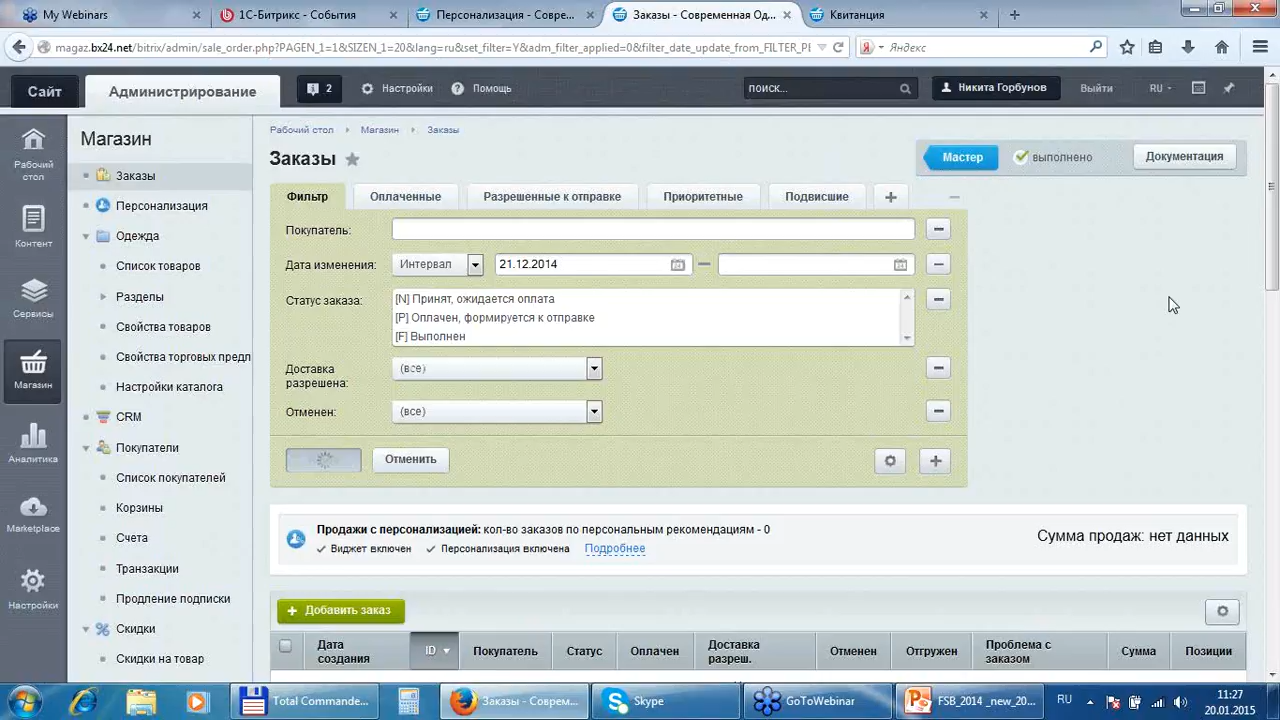 My Webinars
1С-Битрикс - События
Персонализация - Совре...
Заказы - Современная Од...
Квитанция
magaz.bx24.net/bitrix/admin/sale_order.php?PAGEN_1=1&SIZEN_1=20&lang=ru&set_filter=Y&adm_filter_applied=0&filter_date_update_from_FILTER_PE
Яндекс
Сайт
Администрирование
2
Настройки
Помощь
поиск...
Никита Горбунов
Выйти
RU
Рабочий стол
Контент
Сервисы
Магазин
Аналитика
Marketplace
Настройки
Магазин
Заказы
Персонализация
Одежда
Список товаров
Разделы
Свойства товаров
Свойства торговых предл
Настройки каталога
CRM
Покупатели
Список покупателей
Корзины
Счета
Транзакции
Продление подписки
Скидки
Скидки на товар
Рабочий стол
Магазин
Заказы
Заказы
Мастер
выполнено
Документация
Фильтр
Оплаченные
Разрешенные к отправке
Приоритетные
Подвисшие
Покупатель:
Дата изменения:
Интервал
21.12.2014
Статус заказа:
[N] Принят, ожидается оплата
[P] Оплачен, формируется к отправке
[F] Выполнен
Доставка разрешена:
(все)
Отменен:
(все)
Отменить
Продажи с персонализацией: кол-во заказов по персональным рекомендациям - 0
Виджет включен
Персонализация включена
Подробнее
Сумма продаж: нет данных
Добавить заказ
Дата создания
ID
Покупатель
Статус
Оплачен
Доставка разреш.
Отменен
Отгружен
Проблема с заказом
Сумма
Позиции
Total Commande...
Заказы - Соврем...
Skype
GoToWebinar
FSB_2014 _new_20...
RU
11:27
20.01.2015